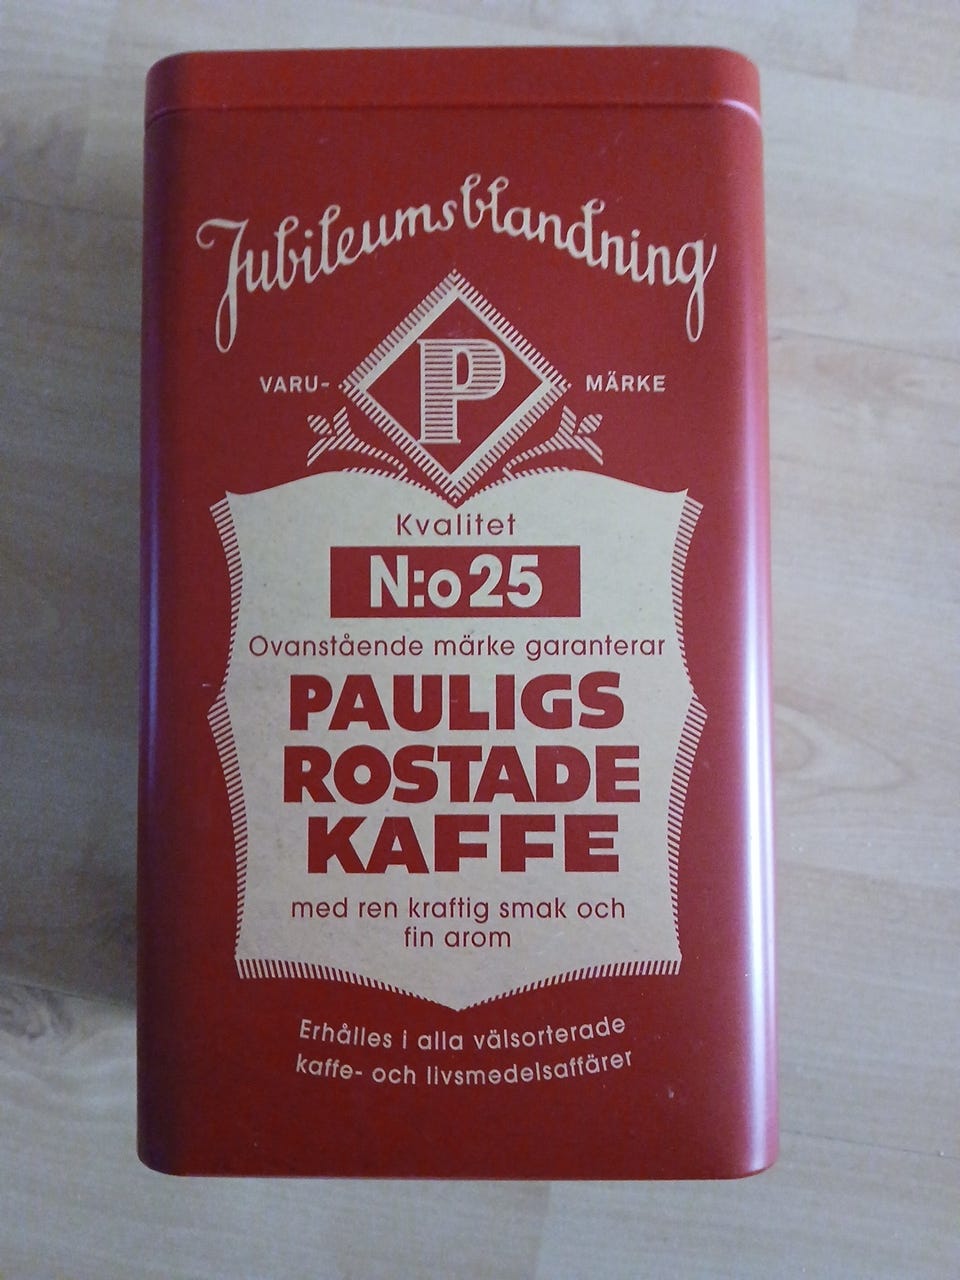 Jubileumsblandning
P
VARU- MÄRKE
Kvalitet
N:o 25
Ovanstående märke garanterar
PAULIGS
ROSTADE
KAFFE
med ren kraftig smak och
fin arom
Erhålles i alla välsorterade
kaffe- och livsmedelsaffärer